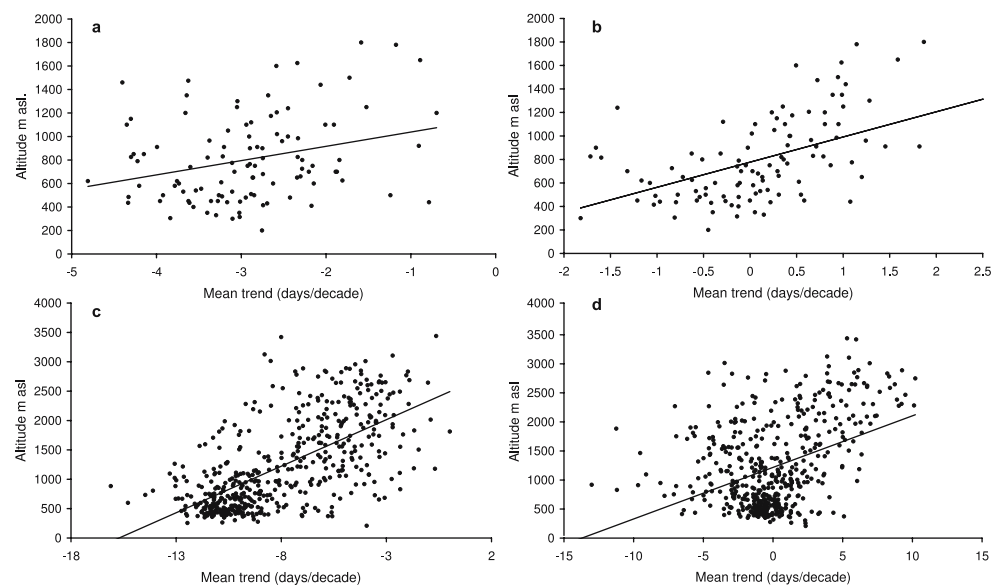 a
Altitude m asl.
2000
1800
1600
1400
1200
1000
800
600
400
200
0
-5 -4 -3 -2 -1 0
Mean trend (days/decade)
b
Altitude m asl
2000
1800
1600
1400
1200
1000
800
600
400
200
0
-2 -1.5 -1 -0.5 0 0.5 1 1.5 2 2.5
Mean trend (days/decade)
c
Altitude m asl
4000
3500
3000
2500
2000
1500
1000
500
0
-18 -13 -8 -3 2
Mean trend (days/decade)
d
Altitude m asl
4000
3500
3000
2500
2000
1500
1000
500
0
-15 -10 -5 0 5 10 15
Mean trend (days/decade)